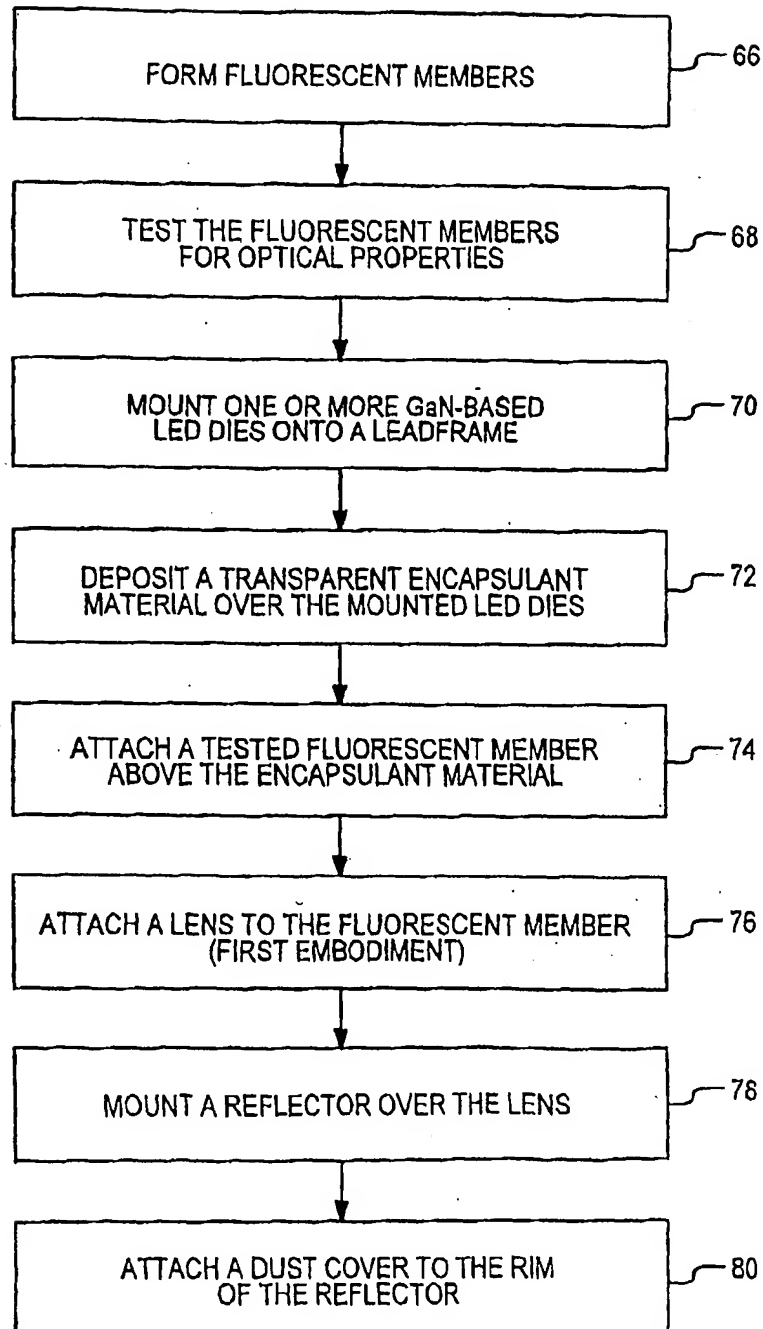 FORM FLUORESCENT MEMBERS
66
TEST THE FLUORESCENT MEMBERS
FOR OPTICAL PROPERTIES
68
MOUNT ONE OR MORE GaN-BASED
LED DIES ONTO A LEADFRAME
70
DEPOSIT A TRANSPARENT ENCAPSULANT
MATERIAL OVER THE MOUNTED LED DIES
72
ATTACH A TESTED FLUORESCENT MEMBER
ABOVE THE ENCAPSULANT MATERIAL
74
ATTACH A LENS TO THE FLUORESCENT MEMBER
(FIRST EMBODIMENT)
76
MOUNT A REFLECTOR OVER THE LENS
78
ATTACH A DUST COVER TO THE RIM
OF THE REFLECTOR
80